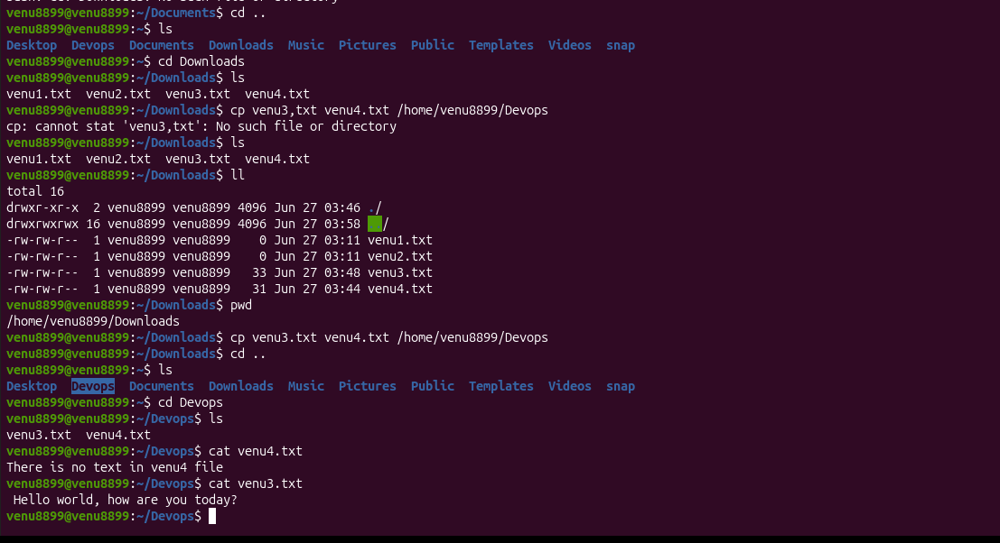 venu8899@venu8899:~/Documents$ cd ..
venu8899@venu8899:~$ ls
Desktop  Devops  Documents  Downloads  Music  Pictures  Public  Templates  Videos  snap
venu8899@venu8899:~$ cd Downloads
venu8899@venu8899:~/Downloads$ ls
venu1.txt  venu2.txt  venu3.txt  venu4.txt
venu8899@venu8899:~/Downloads$ cp venu3,txt venu4.txt /home/venu8899/Devops
cp: cannot stat 'venu3,txt': No such file or directory
venu8899@venu8899:~/Downloads$ ls
venu1.txt  venu2.txt  venu3.txt  venu4.txt
venu8899@venu8899:~/Downloads$ ll
total 16
drwxr-xr-x  2 venu8899 venu8899 4096 Jun 27 03:46 ./
drwxrwxrwx 16 venu8899 venu8899 4096 Jun 27 03:58 ../
-rw-rw-r--  1 venu8899 venu8899    0 Jun 27 03:11 venu1.txt
-rw-rw-r--  1 venu8899 venu8899    0 Jun 27 03:11 venu2.txt
-rw-rw-r--  1 venu8899 venu8899   33 Jun 27 03:48 venu3.txt
-rw-rw-r--  1 venu8899 venu8899   31 Jun 27 03:44 venu4.txt
venu8899@venu8899:~/Downloads$ pwd
/home/venu8899/Downloads
venu8899@venu8899:~/Downloads$ cp venu3.txt venu4.txt /home/venu8899/Devops
venu8899@venu8899:~/Downloads$ cd ..
venu8899@venu8899:~$ ls
Desktop  Devops  Documents  Downloads  Music  Pictures  Public  Templates  Videos  snap
venu8899@venu8899:~$ cd Devops
venu8899@venu8899:~/Devops$ ls
venu3.txt  venu4.txt
venu8899@venu8899:~/Devops$ cat venu4.txt
There is no text in venu4 file
venu8899@venu8899:~/Devops$ cat venu3.txt
 Hello world, how are you today?
venu8899@venu8899:~/Devops$